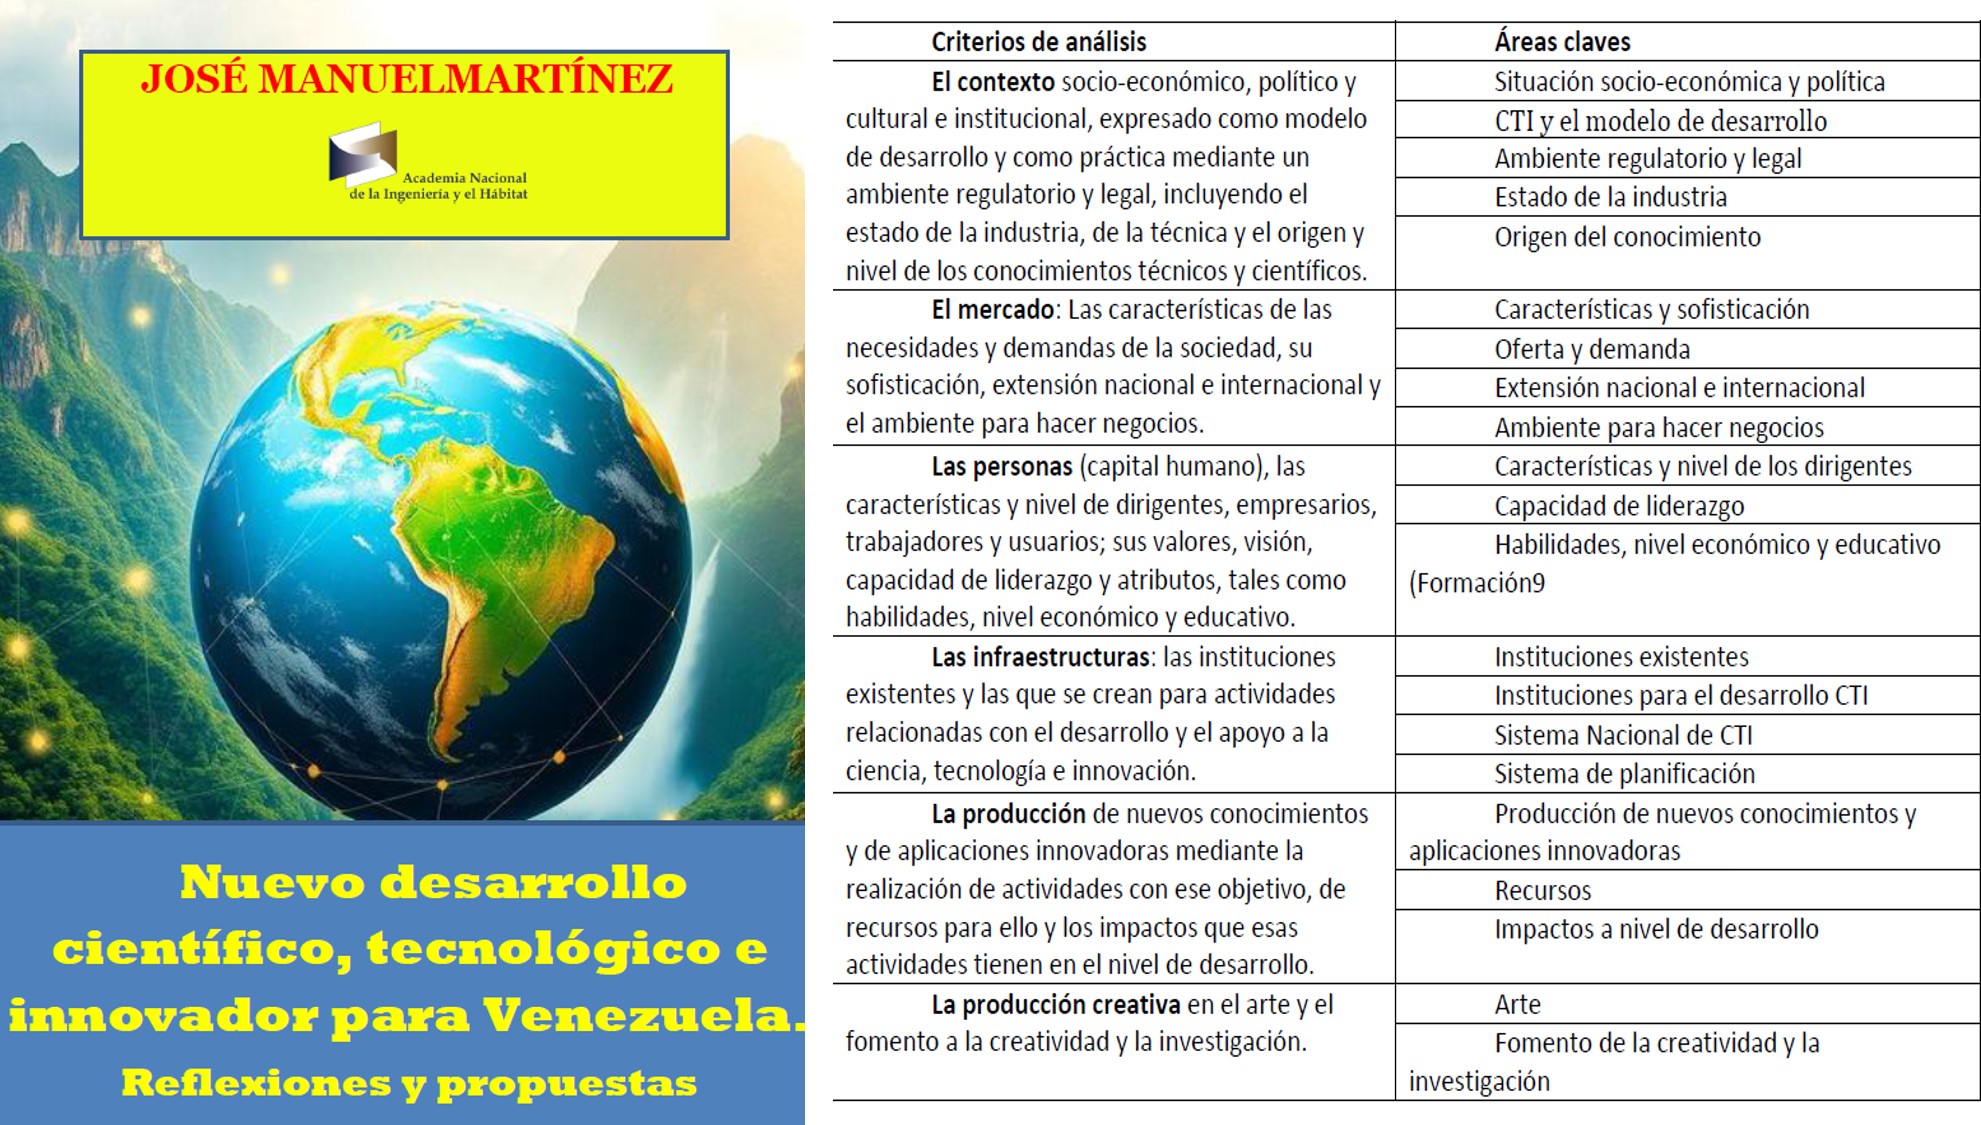 JOSÉ MANUELMARTÍNEZ
Academia Nacional
de la Ingeniería y el Hábitat
Nuevo desarrollo
científico, tecnológico e
innovador para Venezuela.
Reflexiones y propuestas
Criterios de análisis
Áreas claves
El contexto socio-económico, político y
cultural e institucional, expresado como modelo
de desarrollo y como práctica mediante un
ambiente regulatorio y legal, incluyendo el
estado de la industria, de la técnica y el origen y
nivel de los conocimientos técnicos y científicos.
Situación socio-económica y política
CTI y el modelo de desarrollo
Ambiente regulatorio y legal
Estado de la industria
Origen del conocimiento
El mercado: Las características de las
necesidades y demandas de la sociedad, su
sofisticación, extensión nacional e internacional y
el ambiente para hacer negocios.
Características y sofisticación
Oferta y demanda
Extensión nacional e internacional
Ambiente para hacer negocios
Las personas (capital humano), las
características y nivel de dirigentes, empresarios,
trabajadores y usuarios; sus valores, visión,
capacidad de liderazgo y atributos, tales como
habilidades, nivel económico y educativo.
Características y nivel de los dirigentes
Capacidad de liderazgo
Habilidades, nivel económico y educativo
(Formación9
Las infraestructuras: las instituciones
existentes y las que se crean para actividades
relacionadas con el desarrollo y el apoyo a la
ciencia, tecnología e innovación.
Instituciones existentes
Instituciones para el desarrollo CTI
Sistema Nacional de CTI
Sistema de planificación
La producción de nuevos conocimientos
y de aplicaciones innovadoras mediante la
realización de actividades con ese objetivo, de
recursos para ello y los impactos que esas
actividades tienen en el nivel de desarrollo.
Producción de nuevos conocimientos y
aplicaciones innovadoras
Recursos
Impactos a nivel de desarrollo
La producción creativa en el arte y el
fomento a la creatividad y la investigación.
Arte
Fomento de la creatividad y la
investigación